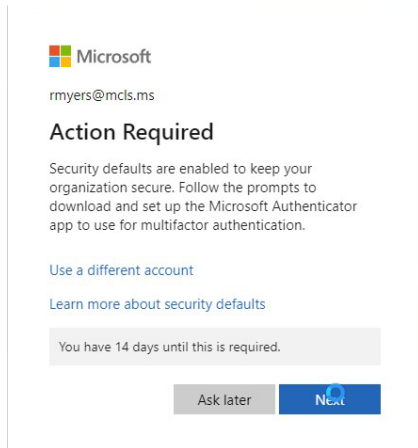 Microsoft
rmyers@mcls.ms
Action Required
Security defaults are enabled to keep your
organization secure. Follow the prompts to
download and set up the Microsoft Authenticator
app to use for multifactor authentication.
Use a different account
Learn more about security defaults
You have 14 days until this is required.
Ask later
Next